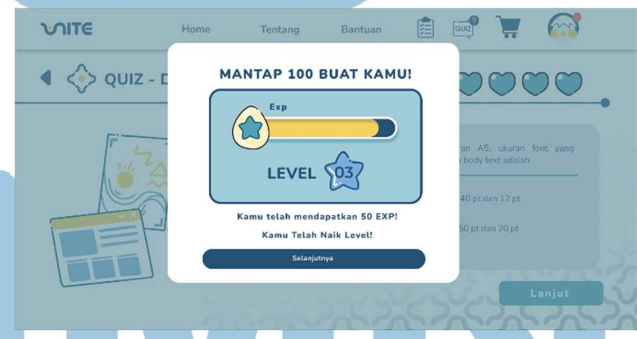 UNITE
Home Tentang Bantuan
QUIZ
QUIZ - D
MANTAP 100 BUAT KAMU!
Exp
LEVEL 03
Kamu telah mendapatkan 50 EXP!
Kamu Telah Naik Level!
Selanjutnya
ran A5, ukuran font yang
body text adalah
40 pt dan 12 pt
50 pt dan 20 pt
Lanjut